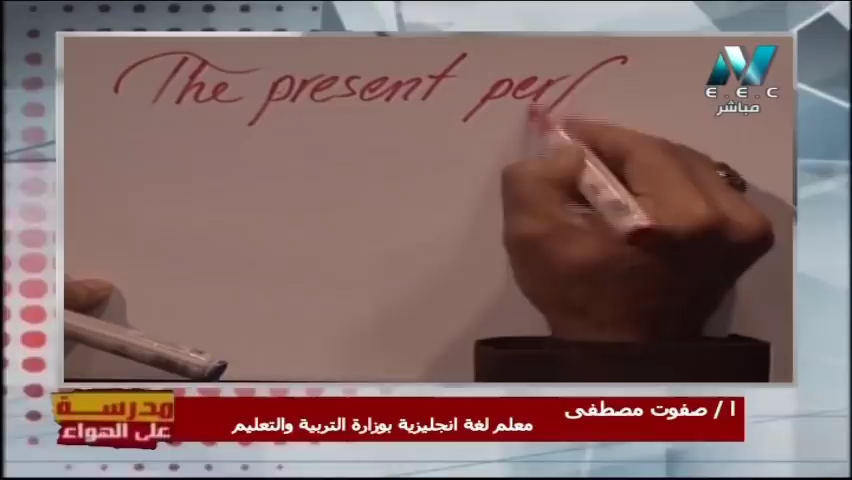 The present perf
E.E.C
مباشر
أ / صفوت مصطفى
معلم لغة انجليزية بوزارة التربية والتعليم
مدرسة
على الهواء